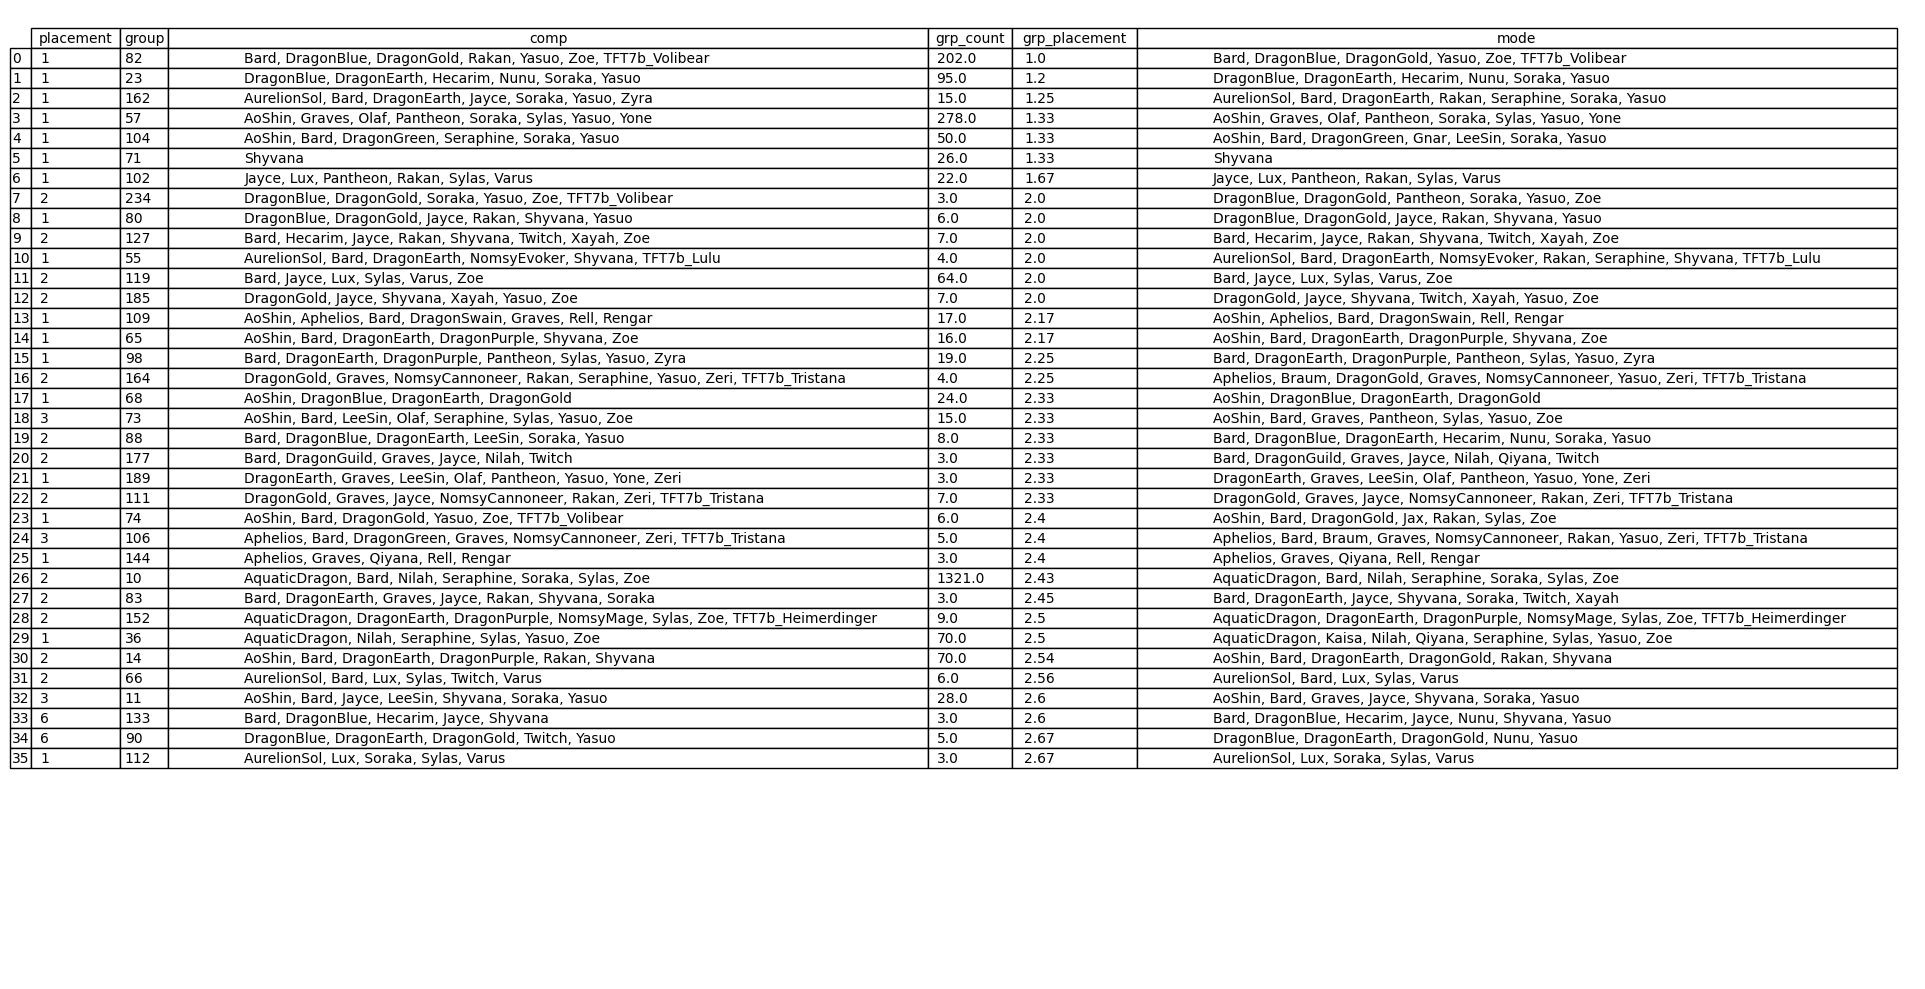 placement group comp grp_count grp_placement mode
0 1 82 Bard, DragonBlue, DragonGold, Rakan, Yasuo, Zoe, TFT7b_Volibear 202.0 1.0 Bard, DragonBlue, DragonGold, Yasuo, Zoe, TFT7b_Volibear
1 1 23 DragonBlue, DragonEarth, Hecarim, Nunu, Soraka, Yasuo 95.0 1.2 DragonBlue, DragonEarth, Hecarim, Nunu, Soraka, Yasuo
2 1 162 AurelionSol, Bard, DragonEarth, Jayce, Soraka, Yasuo, Zyra 15.0 1.25 AurelionSol, Bard, DragonEarth, Rakan, Seraphine, Soraka, Yasuo
3 1 57 AoShin, Graves, Olaf, Pantheon, Soraka, Sylas, Yasuo, Yone 278.0 1.33 AoShin, Graves, Olaf, Pantheon, Soraka, Sylas, Yasuo, Yone
4 1 104 AoShin, Bard, DragonGreen, Seraphine, Soraka, Yasuo 50.0 1.33 AoShin, Bard, DragonGreen, Gnar, LeeSin, Soraka, Yasuo
5 1 71 Shyvana 26.0 1.33 Shyvana
6 1 102 Jayce, Lux, Pantheon, Rakan, Sylas, Varus 22.0 1.67 Jayce, Lux, Pantheon, Rakan, Sylas, Varus
7 2 234 DragonBlue, DragonGold, Soraka, Yasuo, Zoe, TFT7b_Volibear 3.0 2.0 DragonBlue, DragonGold, Pantheon, Soraka, Yasuo, Zoe
8 1 80 DragonBlue, DragonGold, Jayce, Rakan, Shyvana, Yasuo 6.0 2.0 DragonBlue, DragonGold, Jayce, Rakan, Shyvana, Yasuo
9 2 127 Bard, Hecarim, Jayce, Rakan, Shyvana, Twitch, Xayah, Zoe 7.0 2.0 Bard, Hecarim, Jayce, Rakan, Shyvana, Twitch, Xayah, Zoe
10 1 55 AurelionSol, Bard, DragonEarth, NomsyEvoker, Shyvana, TFT7b_Lulu 4.0 2.0 AurelionSol, Bard, DragonEarth, NomsyEvoker, Rakan, Seraphine, Shyvana, TFT7b_Lulu
11 2 119 Bard, Jayce, Lux, Sylas, Varus, Zoe 64.0 2.0 Bard, Jayce, Lux, Sylas, Varus, Zoe
12 2 185 DragonGold, Jayce, Shyvana, Xayah, Yasuo, Zoe 7.0 2.0 DragonGold, Jayce, Shyvana, Twitch, Xayah, Yasuo, Zoe
13 1 109 AoShin, Aphelios, Bard, DragonSwain, Graves, Rell, Rengar 17.0 2.17 AoShin, Aphelios, Bard, DragonSwain, Rell, Rengar
14 1 65 AoShin, Bard, DragonEarth, DragonPurple, Shyvana, Zoe 16.0 2.17 AoShin, Bard, DragonEarth, DragonPurple, Shyvana, Zoe
15 1 98 Bard, DragonEarth, DragonPurple, Pantheon, Sylas, Yasuo, Zyra 19.0 2.25 Bard, DragonEarth, DragonPurple, Pantheon, Sylas, Yasuo, Zyra
16 2 164 DragonGold, Graves, NomsyCannoneer, Rakan, Seraphine, Yasuo, Zeri, TFT7b_Tristana 4.0 2.25 Aphelios, Braum, DragonGold, Graves, NomsyCannoneer, Yasuo, Zeri, TFT7b_Tristana
17 1 68 AoShin, DragonBlue, DragonEarth, DragonGold 24.0 2.33 AoShin, DragonBlue, DragonEarth, DragonGold
18 3 73 AoShin, Bard, LeeSin, Olaf, Seraphine, Sylas, Yasuo, Zoe 15.0 2.33 AoShin, Bard, Graves, Pantheon, Sylas, Yasuo, Zoe
19 2 88 Bard, DragonBlue, DragonEarth, LeeSin, Soraka, Yasuo 8.0 2.33 Bard, DragonBlue, DragonEarth, Hecarim, Nunu, Soraka, Yasuo
20 2 177 Bard, DragonGuild, Graves, Jayce, Nilah, Twitch 3.0 2.33 Bard, DragonGuild, Graves, Jayce, Nilah, Qiyana, Twitch
21 1 189 DragonEarth, Graves, LeeSin, Olaf, Pantheon, Yasuo, Yone, Zeri 3.0 2.33 DragonEarth, Graves, LeeSin, Olaf, Pantheon, Yasuo, Yone, Zeri
22 2 111 DragonGold, Graves, Jayce, NomsyCannoneer, Rakan, Zeri, TFT7b_Tristana 7.0 2.33 DragonGold, Graves, Jayce, NomsyCannoneer, Rakan, Zeri, TFT7b_Tristana
23 1 74 AoShin, Bard, DragonGold, Yasuo, Zoe, TFT7b_Volibear 6.0 2.4 AoShin, Bard, DragonGold, Jax, Rakan, Sylas, Zoe
24 3 106 Aphelios, Bard, DragonGreen, Graves, NomsyCannoneer, Zeri, TFT7b_Tristana 5.0 2.4 Aphelios, Bard, Braum, Graves, NomsyCannoneer, Rakan, Yasuo, Zeri, TFT7b_Tristana
25 1 144 Aphelios, Graves, Qiyana, Rell, Rengar 3.0 2.4 Aphelios, Graves, Qiyana, Rell, Rengar
26 2 10 AquaticDragon, Bard, Nilah, Seraphine, Soraka, Sylas, Zoe 1321.0 2.43 AquaticDragon, Bard, Nilah, Seraphine, Soraka, Sylas, Zoe
27 2 83 Bard, DragonEarth, Graves, Jayce, Rakan, Shyvana, Soraka 3.0 2.45 Bard, DragonEarth, Jayce, Shyvana, Soraka, Twitch, Xayah
28 2 152 AquaticDragon, DragonEarth, DragonPurple, NomsyMage, Sylas, Zoe, TFT7b_Heimerdinger 9.0 2.5 AquaticDragon, DragonEarth, DragonPurple, NomsyMage, Sylas, Zoe, TFT7b_Heimerdinger
29 1 36 AquaticDragon, Nilah, Seraphine, Sylas, Yasuo, Zoe 70.0 2.5 AquaticDragon, Kaisa, Nilah, Qiyana, Seraphine, Sylas, Yasuo, Zoe
30 2 14 AoShin, Bard, DragonEarth, DragonPurple, Rakan, Shyvana 70.0 2.54 AoShin, Bard, DragonEarth, DragonGold, Rakan, Shyvana
31 2 66 AurelionSol, Bard, Lux, Sylas, Twitch, Varus 6.0 2.56 AurelionSol, Bard, Lux, Sylas, Varus
32 3 11 AoShin, Bard, Jayce, LeeSin, Shyvana, Soraka, Yasuo 28.0 2.6 AoShin, Bard, Graves, Jayce, Shyvana, Soraka, Yasuo
33 6 133 Bard, DragonBlue, Hecarim, Jayce, Shyvana 3.0 2.6 Bard, DragonBlue, Hecarim, Jayce, Nunu, Shyvana, Yasuo
34 6 90 DragonBlue, DragonEarth, DragonGold, Twitch, Yasuo 5.0 2.67 DragonBlue, DragonEarth, DragonGold, Nunu, Yasuo
35 1 112 AurelionSol, Lux, Soraka, Sylas, Varus 3.0 2.67 AurelionSol, Lux, Soraka, Sylas, Varus